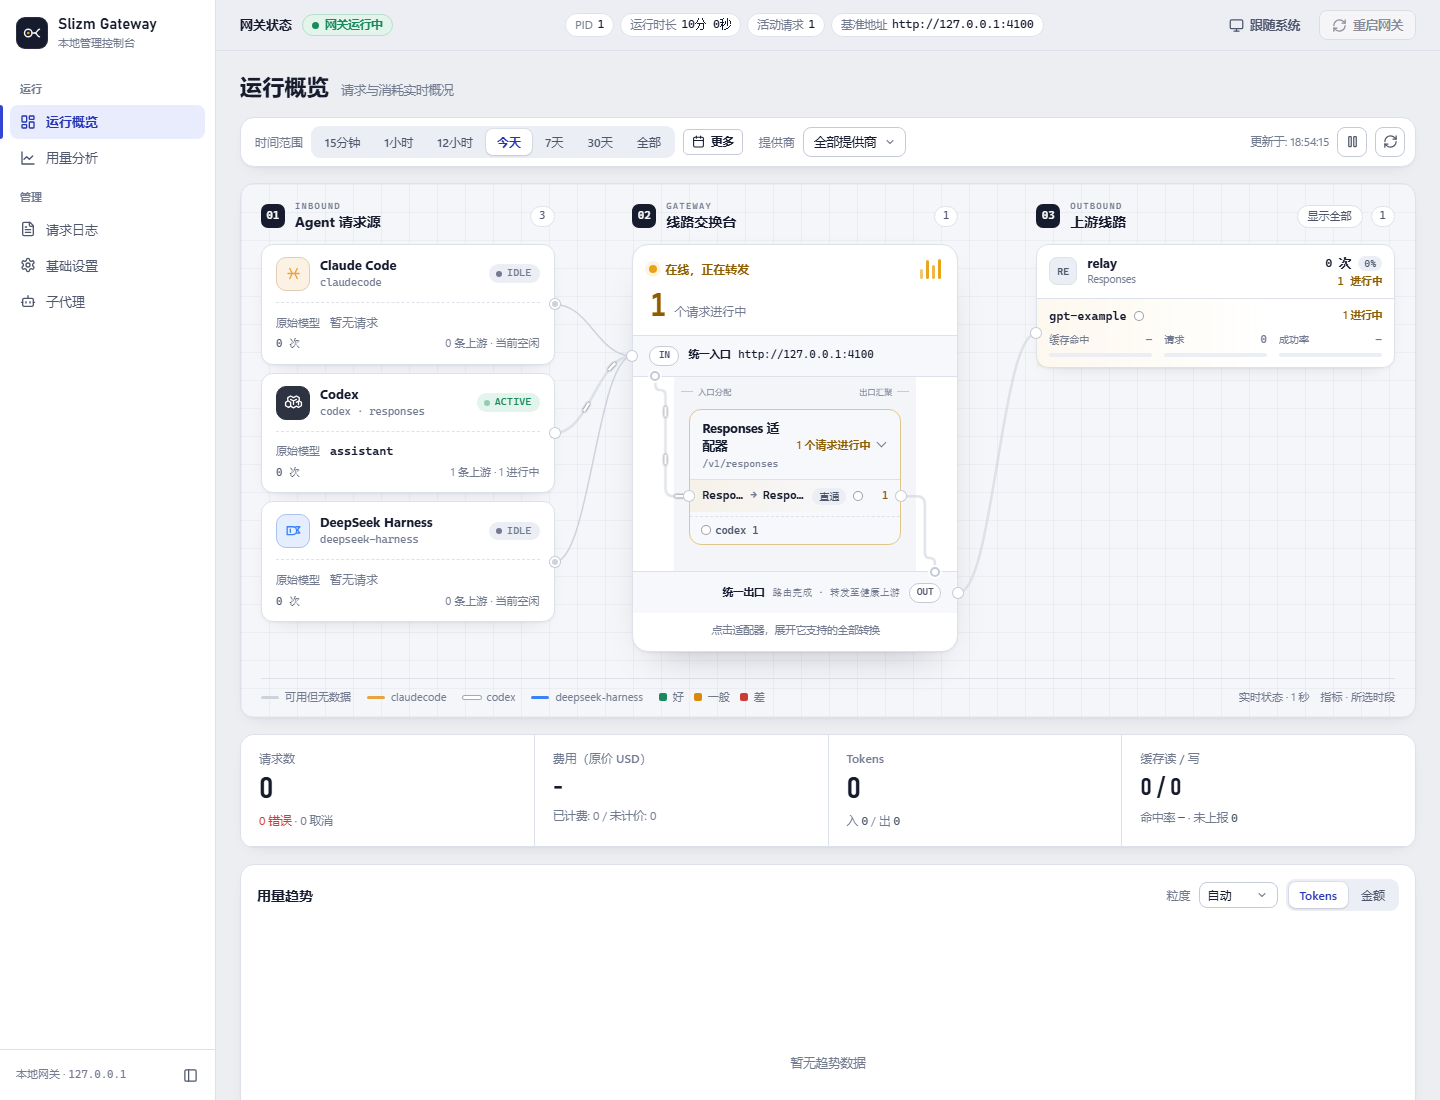 Slizm Gateway
本地管理控制台
运行
运行概览
用量分析
管理
请求日志
基础设置
子代理
本地网关 · 127.0.0.1
网关状态 网关运行中 PID 1 运行时长 10分 0秒 活动请求 1 基准地址 http://127.0.0.1:4100 跟随系统 重启网关
运行概览 请求与消耗实时概况
时间范围 15分钟 1小时 12小时 今天 7天 30天 全部 更多 提供商 全部提供商 更新于: 18:54:15
01 INBOUND
Agent 请求源 3
Claude Code
claudecode
IDLE
原始模型 暂无请求
0 次 0 条上游 · 当前空闲
Codex
codex · responses
ACTIVE
原始模型 assistant
0 次 1 条上游 · 1 进行中
DeepSeek Harness
deepseek-harness
IDLE
原始模型 暂无请求
0 次 0 条上游 · 当前空闲
02 GATEWAY
线路交换台 1
在线，正在转发
1 个请求进行中
IN 统一入口 http://127.0.0.1:4100
入口分配 出口汇聚
Responses 适
配器
/v1/responses
1 个请求进行中
Respo… → Respo… 直通 1
codex 1
统一出口 路由完成 · 转发至健康上游 OUT
点击适配器，展开它支持的全部转换
03 OUTBOUND
上游线路 显示全部 1
RE relay
Responses
0 次 0%
1 进行中
gpt-example 1 进行中
缓存命中 – 请求 0 成功率 –
可用但无数据 claudecode codex deepseek-harness 好 一般 差 实时状态 · 1 秒 指标 · 所选时段
请求数
0
0 错误 · 0 取消
费用（原价 USD）
-
已计费: 0 / 未计价: 0
Tokens
0
入 0 / 出 0
缓存读 / 写
0 / 0
命中率 – · 未上报 0
用量趋势 粒度 自动 Tokens 金额
暂无趋势数据